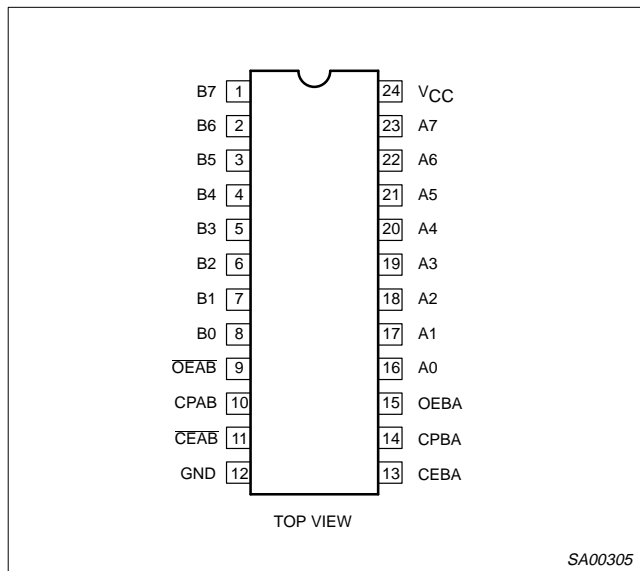 B7 1 24 VCC
B6 2 23 A7
B5 3 22 A6
B4 4 21 A5
B3 5 20 A4
B2 6 19 A3
B1 7 18 A2
B0 8 17 A1
O̅E̅A̅B̅ 9 16 A0
CPAB 10 15 OEBA
C̅E̅A̅B̅ 11 14 CPBA
GND 12 13 CEBA
TOP VIEW
SA00305